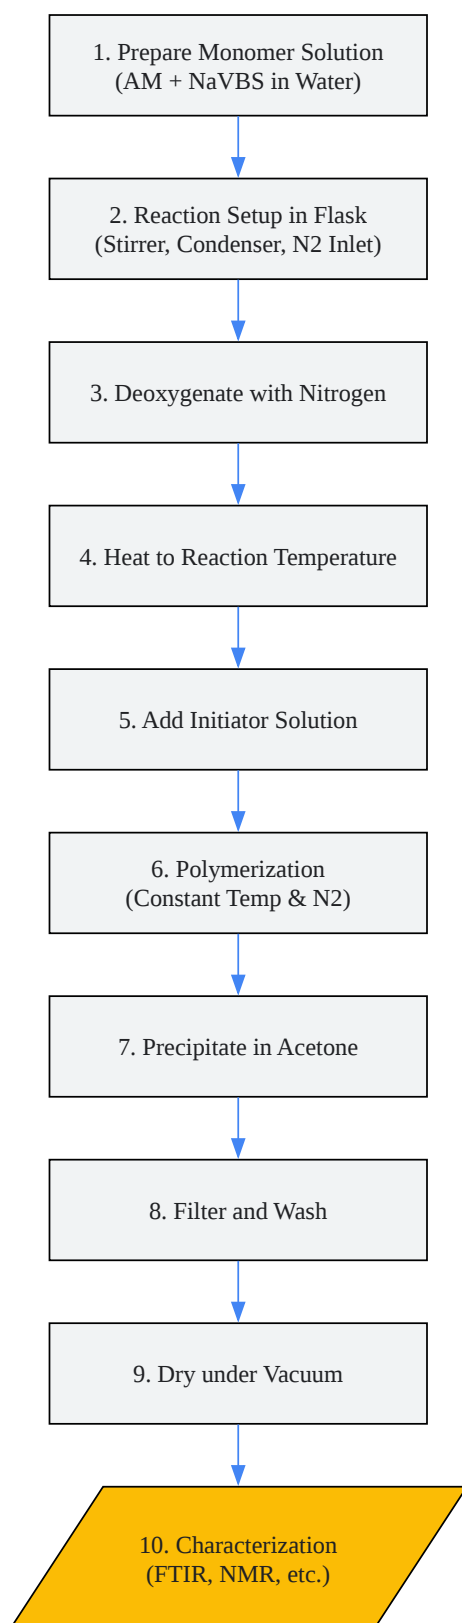 1. Prepare Monomer Solution
(AM + NaVBS in Water)
2. Reaction Setup in Flask
(Stirrer, Condenser, N2 Inlet)
3. Deoxygenate with Nitrogen
4. Heat to Reaction Temperature
5. Add Initiator Solution
6. Polymerization
(Constant Temp & N2)
7. Precipitate in Acetone
8. Filter and Wash
9. Dry under Vacuum
10. Characterization
(FTIR, NMR, etc.)